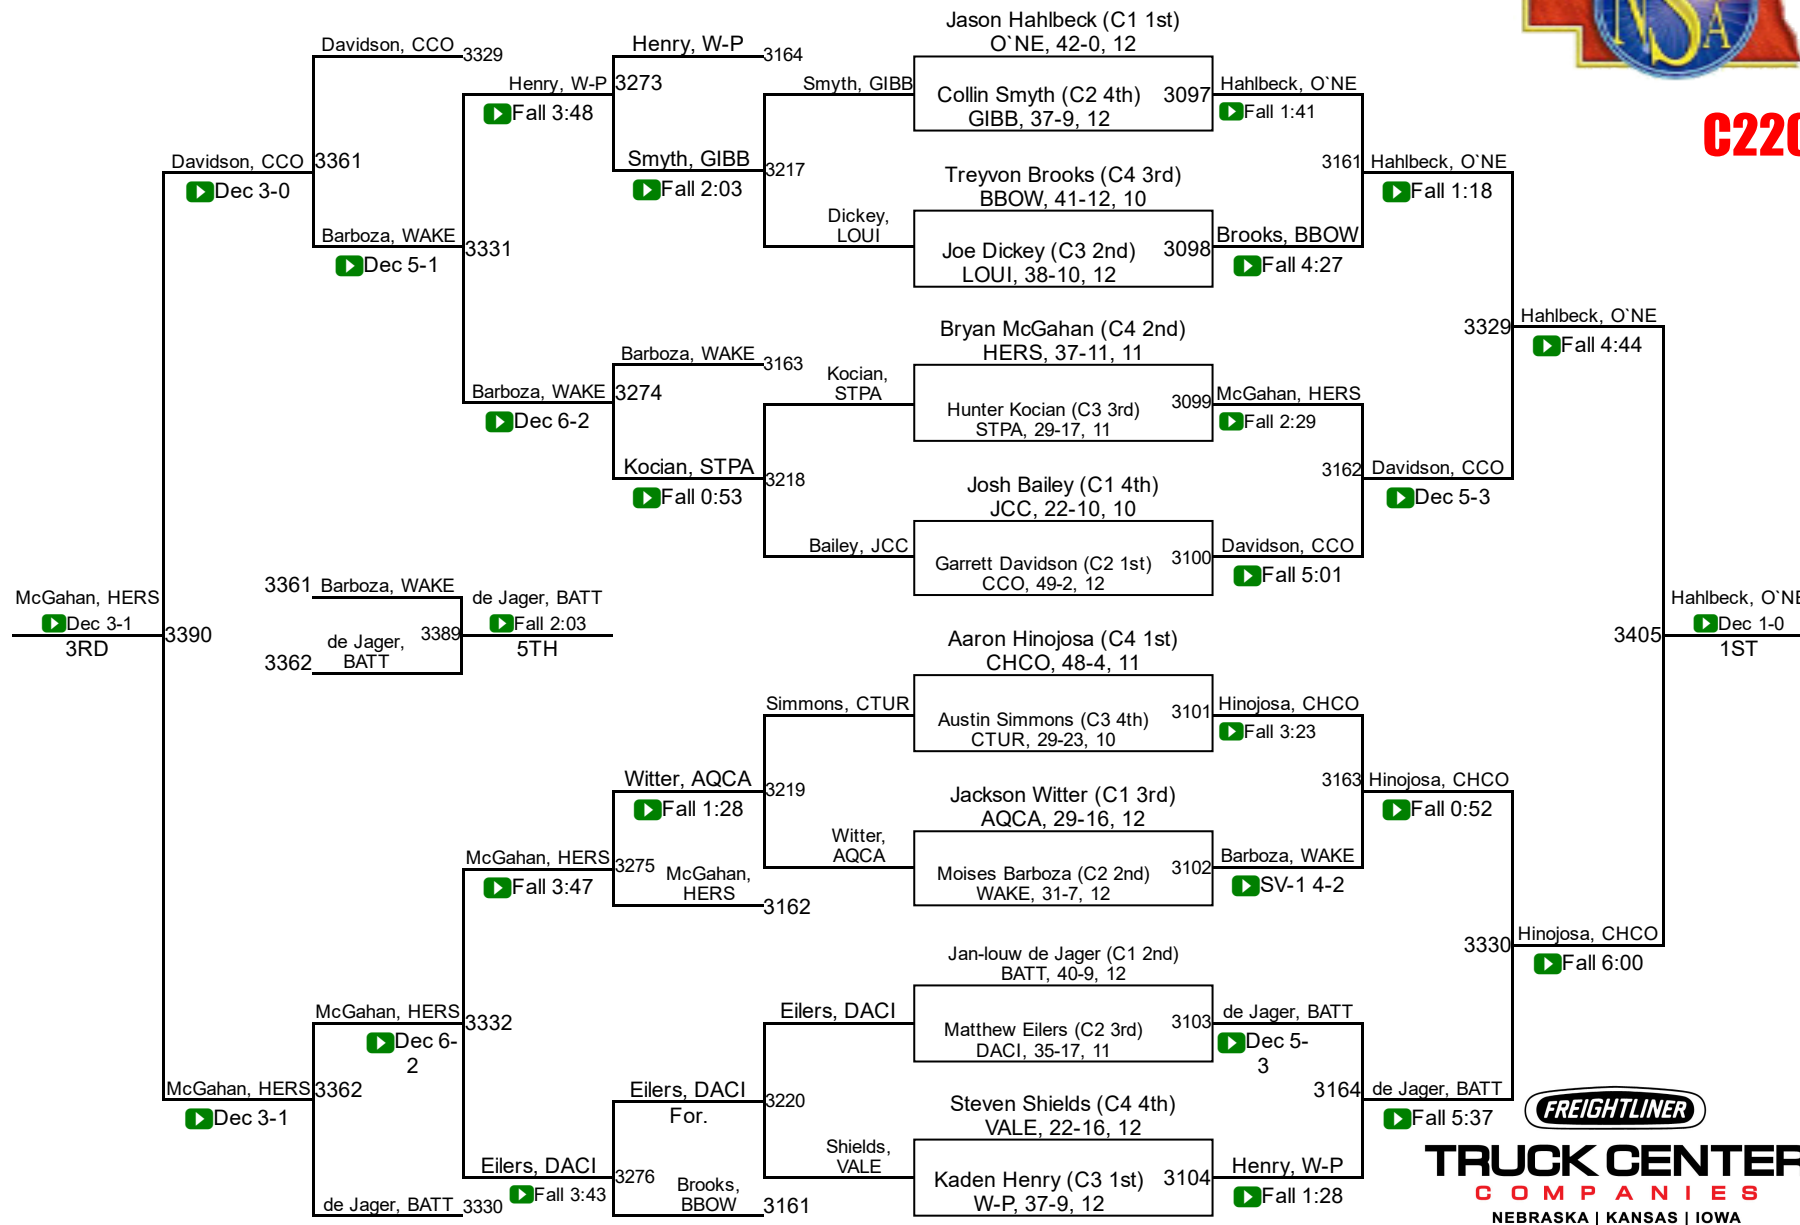 Jason Hahlbeck (C1 1st)
O`NE, 42-0, 12
Davidson, CCO
3329
Henry, W-P
3164
NSA
Henry, W-P
3273
Fall 3:48
Smyth, GIBB
Collin Smyth (C2 4th)
GIBB, 37-9, 12
3097
Hahlbeck, O`NE
Fall 1:41
C220
Davidson, CCO
3361
Dec 3-0
Smyth, GIBB
3217
Fall 2:03
Treyvon Brooks (C4 3rd)
BBOW, 41-12, 10
3161
Hahlbeck, O`NE
Fall 1:18
Barboza, WAKE
3331
Dec 5-1
Dickey,
LOUI
Joe Dickey (C3 2nd)
LOUI, 38-10, 12
3098
Brooks, BBOW
Fall 4:27
Bryan McGahan (C4 2nd)
HERS, 37-11, 11
3329
Hahlbeck, O`NE
Fall 4:44
Barboza, WAKE
3163
Barboza, WAKE
3274
Dec 6-2
Kocian,
STPA
Hunter Kocian (C3 3rd)
STPA, 29-17, 11
3099
McGahan, HERS
Fall 2:29
Kocian, STPA
3218
Fall 0:53
Josh Bailey (C1 4th)
JCC, 22-10, 10
3162
Davidson, CCO
Dec 5-3
Bailey, JCC
Garrett Davidson (C2 1st)
CCO, 49-2, 12
3100
Davidson, CCO
Fall 5:01
McGahan, HERS
Dec 3-1
3RD
3390
3361
Barboza, WAKE
3362
de Jager,
BATT
3389
de Jager, BATT
Fall 2:03
5TH
Aaron Hinojosa (C4 1st)
CHCO, 48-4, 11
3405
Hahlbeck, O`NE
Dec 1-0
1ST
Simmons, CTUR
Austin Simmons (C3 4th)
CTUR, 29-23, 10
3101
Hinojosa, CHCO
Fall 3:23
Witter, AQCA
3219
Fall 1:28
Jackson Witter (C1 3rd)
AQCA, 29-16, 12
3163
Hinojosa, CHCO
Fall 0:52
McGahan, HERS
3275
Fall 3:47
McGahan,
HERS
3162
Witter,
AQCA
Moises Barboza (C2 2nd)
WAKE, 31-7, 12
3102
Barboza, WAKE
SV-1 4-2
Jan-louw de Jager (C1 2nd)
BATT, 40-9, 12
3330
Hinojosa, CHCO
Fall 6:00
McGahan, HERS
3332
Dec 6-
2
Eilers, DACI
Matthew Eilers (C2 3rd)
DACI, 35-17, 11
3103
de Jager, BATT
Dec 5-
3
McGahan, HERS
3362
Dec 3-1
Eilers, DACI
3220
For.
Steven Shields (C4 4th)
VALE, 22-16, 12
3164
de Jager, BATT
Fall 5:37
Eilers, DACI
3276
Fall 3:43
Shields,
VALE
Kaden Henry (C3 1st)
W-P, 37-9, 12
3104
Henry, W-P
Fall 1:28
de Jager, BATT
3330
Brooks,
BBOW
3161
FREIGHTLINER
TRUCK CENTER
COMPANIES
NEBRASKA | KANSAS | IOWA